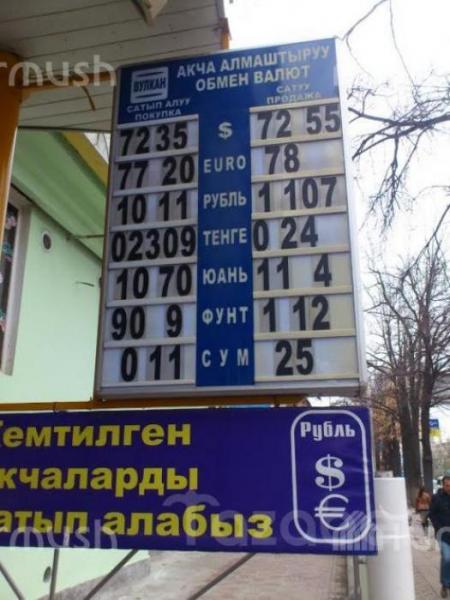 ВУЛКАН
АКЧА АЛМАШТЫРУУ
ОБМЕН ВАЛЮТ
САТЫП АЛУУ САТУУ
ПОКУПКА ПРОДАЖА
72 35 $ 72 55
77 20 EURO 78
10 11 РУБЛЬ 1 107
02309 ТЕНГЕ 0 24
10 70 ЮАНЬ 11 4
90 9 ФУНТ 1 12
0 11 СУМ 25
Рубль
$
€
емтилген
кчаларды
атып алабыз